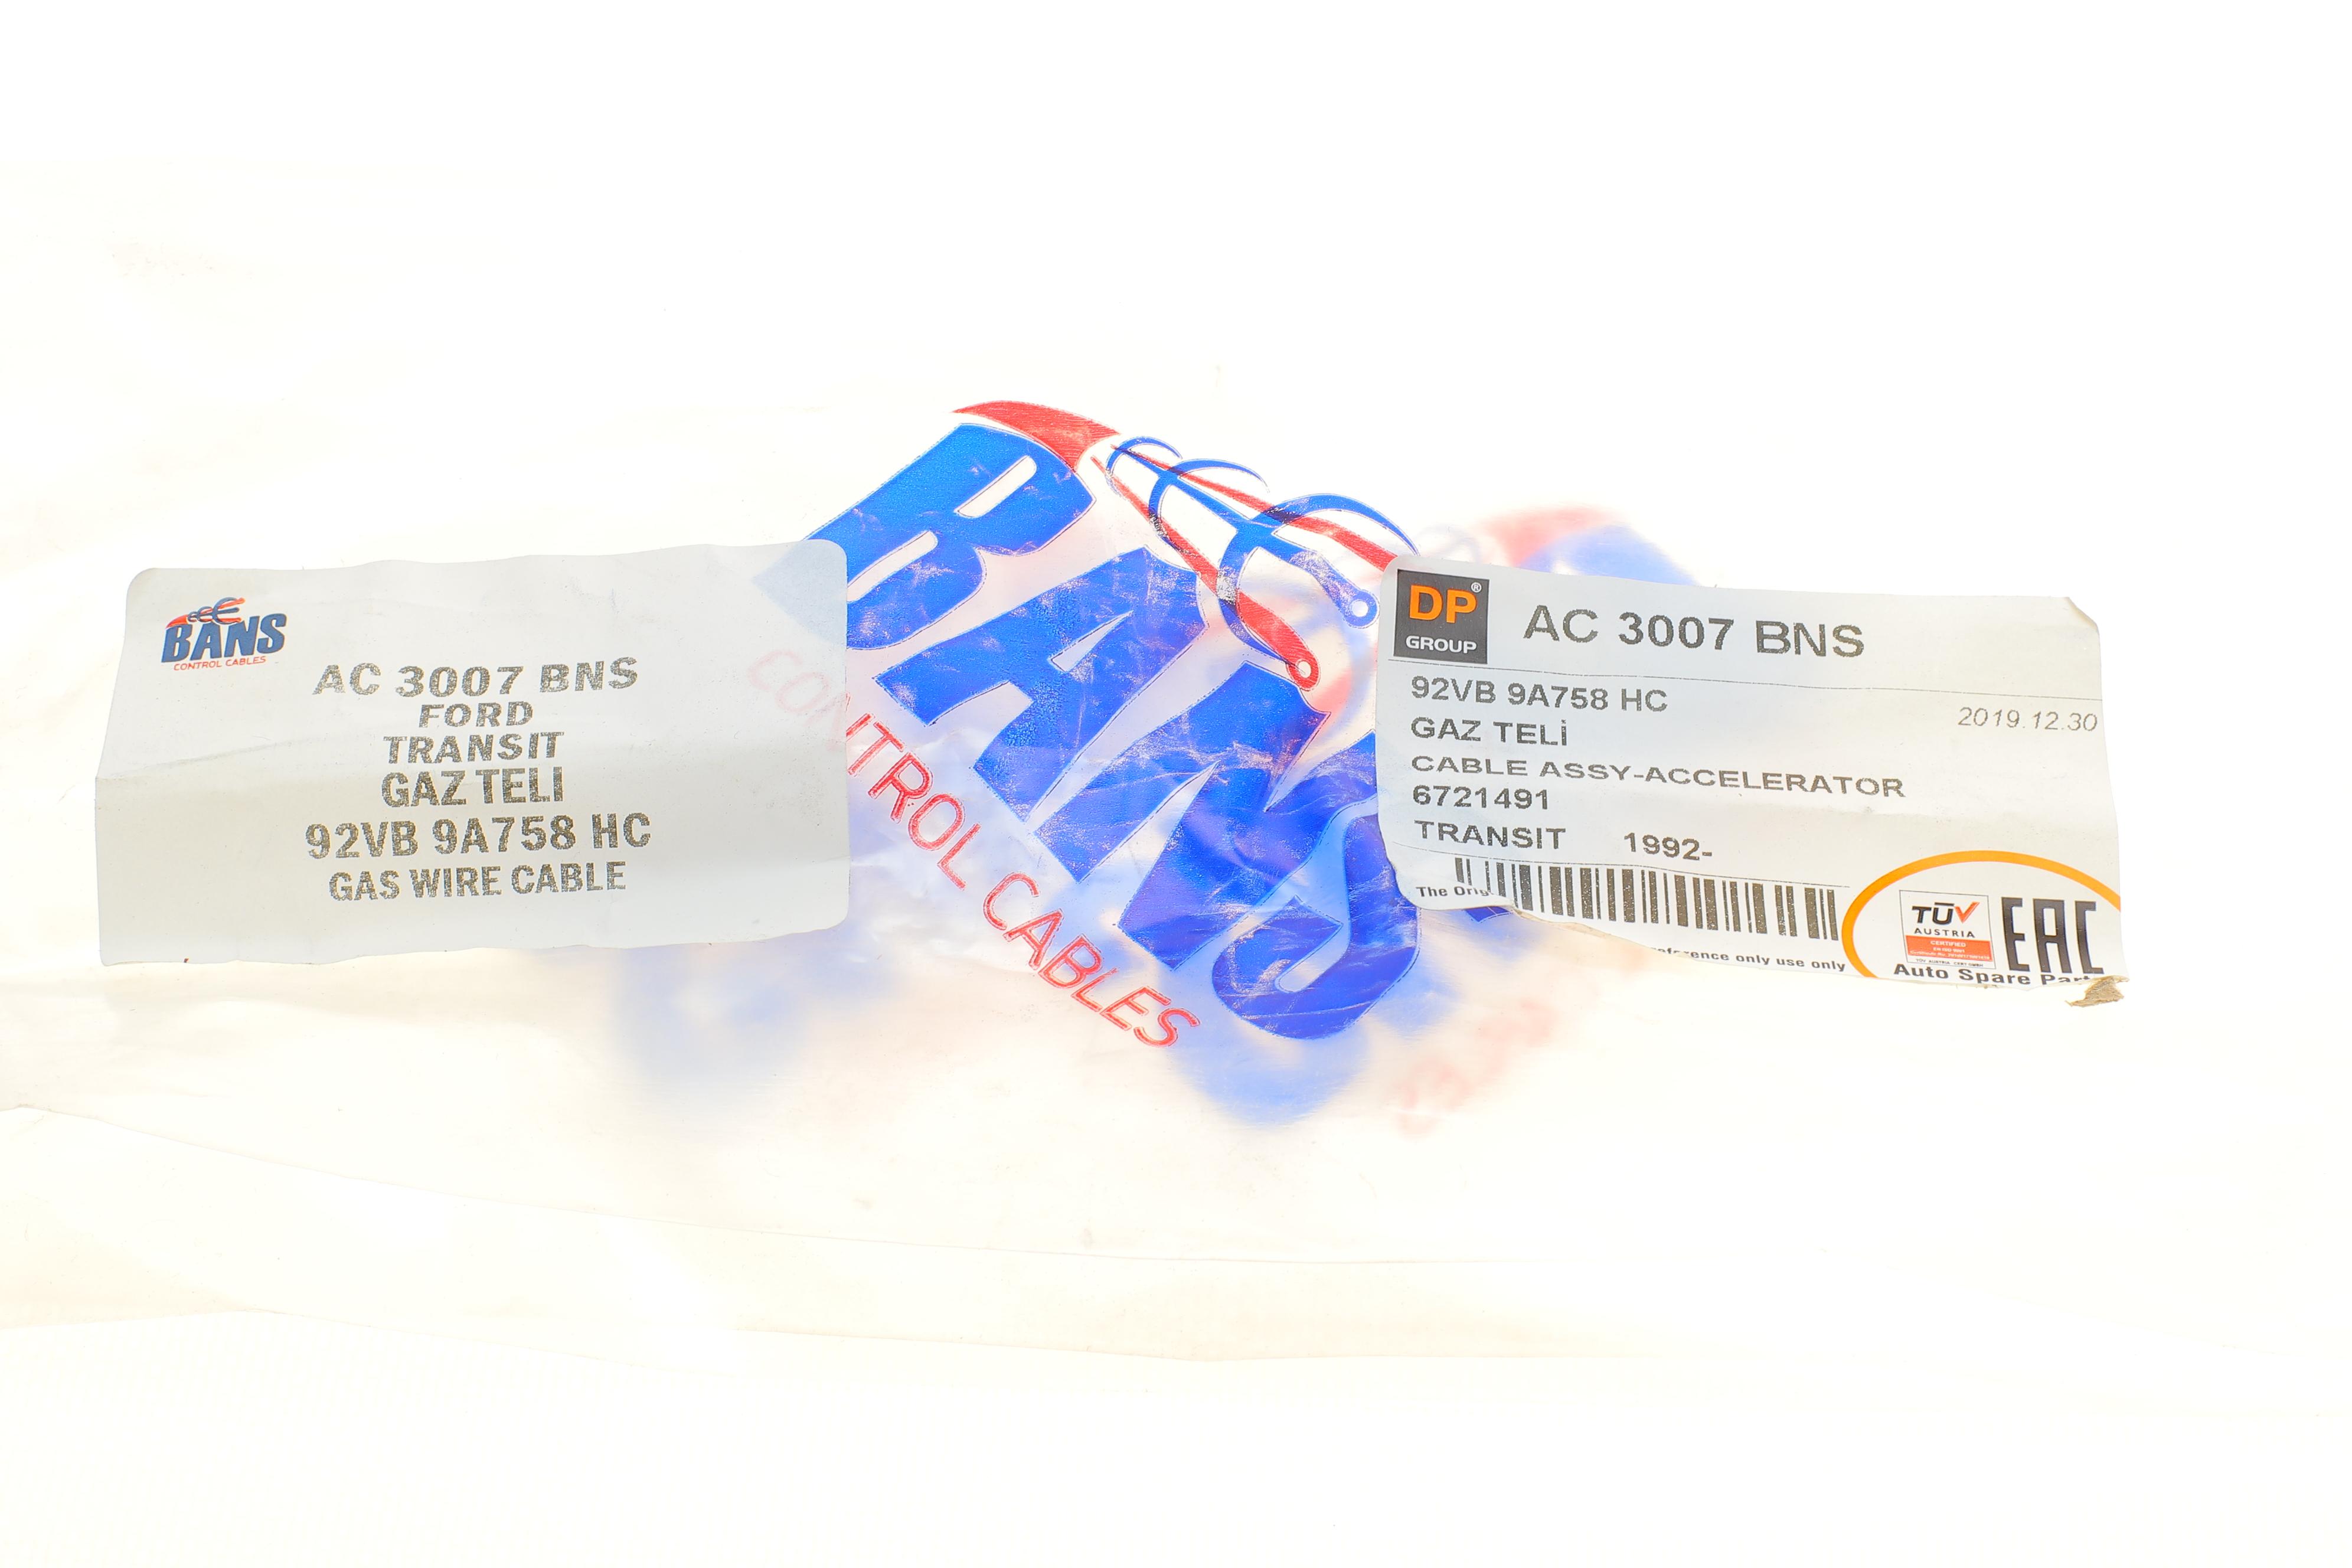 BANS
CONTROL CABLES
AC 3007 BNS
FORD
TRANSIT
GAZ TELİ
92VB 9A758 HC
GAS WIRE CABLE
BANS
CONTROL CABLES
DP®
GROUP
AC 3007 BNS
92VB 9A758 HC
2019.12.30
GAZ TELİ
CABLE ASSY-ACCELERATOR
6721491
TRANSIT 1992-
The
only use only
TÜV
AUSTRIA
CERTIFIED
EAC
Auto Spare